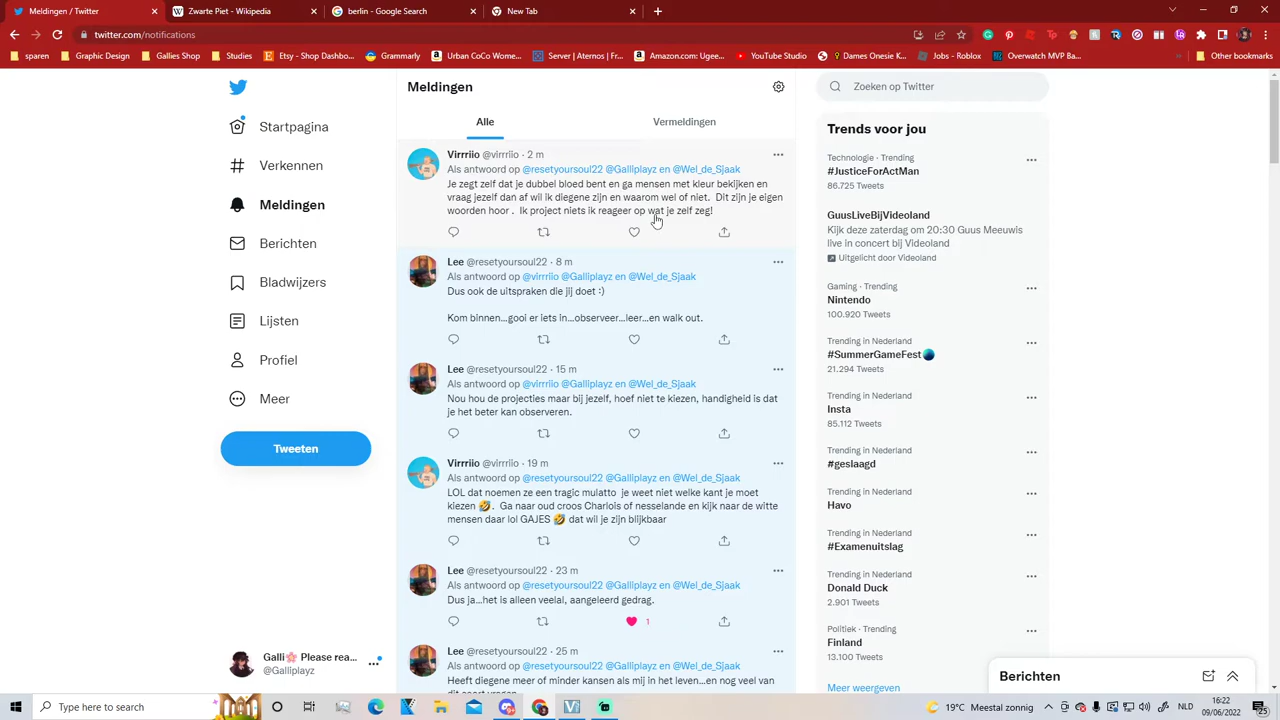 Meldingen / Twitter
Zwarte Piet - Wikipedia
berlin - Google Search
New Tab
twitter.com/notifications
sparen
Graphic Design
Gallies Shop
Studies
Etsy - Shop Dashbo...
Grammarly
Urban CoCo Wome...
Server | Aternos | Fr...
Amazon.com: Ugee...
YouTube Studio
Dames Onesie Lic...
Jobs - Roblox
Overwatch MVP Ba...
Other bookmarks
Startpagina
Verkennen
Meldingen
Berichten
Bladwijzers
Lijsten
Profiel
Meer
Tweeten
Galli🌸 Please rea...
@Galliplayz
Meldingen
Alle
Vermeldingen
Virrriio @virrriio · 2 m
Als antwoord op @resetyoursoul22 @Galliplayz en @Wel_de_Sjaak
Je zegt zelf dat je dubbel bloed bent en ga mensen met kleur bekijken en
vraag jezelf dan af wil ik diegene zijn en waarom wel of niet. Dit zijn je eigen
woorden hoor . Ik project niets ik reageer op wat je zelf zeg!
Lee @resetyoursoul22 · 8 m
Als antwoord op @virrriio @Galliplayz en @Wel_de_Sjaak
Dus ook de uitspraken die jij doet :)
Kom binnen...gooi er iets in...observeer...leer...en walk out.
Lee @resetyoursoul22 · 15 m
Als antwoord op @virrriio @Galliplayz en @Wel_de_Sjaak
Nou hou de projecties maar bij jezelf, hoef niet te kiezen, handigheid is dat
je het beter kan observeren.
Virrriio @virrriio · 19 m
Als antwoord op @resetyoursoul22 @Galliplayz en @Wel_de_Sjaak
LOL dat noemen ze een tragic mulatto je weet niet welke kant je moet
kiezen 🤣. Ga naar oud croos Charlols of nesselande en kijk naar de witte
mensen daar lol GAJES 🤣 dat wil je zijn blijkbaar
Lee @resetyoursoul22 · 23 m
Als antwoord op @resetyoursoul22 @Galliplayz en @Wel_de_Sjaak
Dus ja...het is alleen veelal, aangeleerd gedrag.
1
Lee @resetyoursoul22 · 25 m
Als antwoord op @resetyoursoul22 @Galliplayz en @Wel_de_Sjaak
Heeft diegene meer of minder kansen als mij in het leven...en nog veel van
dit soort vragen
Zoeken op Twitter
Trends voor jou
Technologie · Trending
#JusticeForActMan
86.725 Tweets
GuusLiveBijVideoland
Kijk deze zaterdag om 20:30 Guus Meeuwis
live in concert bij Videoland
Uitgelicht door Videoland
Gaming · Trending
Nintendo
100.920 Tweets
Trending in Nederland
#SummerGameFest
21.294 Tweets
Trending in Nederland
Insta
85.112 Tweets
Trending in Nederland
#geslaagd
Trending in Nederland
Havo
Trending in Nederland
#Examenuitslag
Trending in Nederland
Donald Duck
2.901 Tweets
Politiek · Trending
Finland
13.100 Tweets
Meer weergeven
Berichten
Type here to search
19°C Meestal zonnig
NLD
16:22
09/06/2022
25